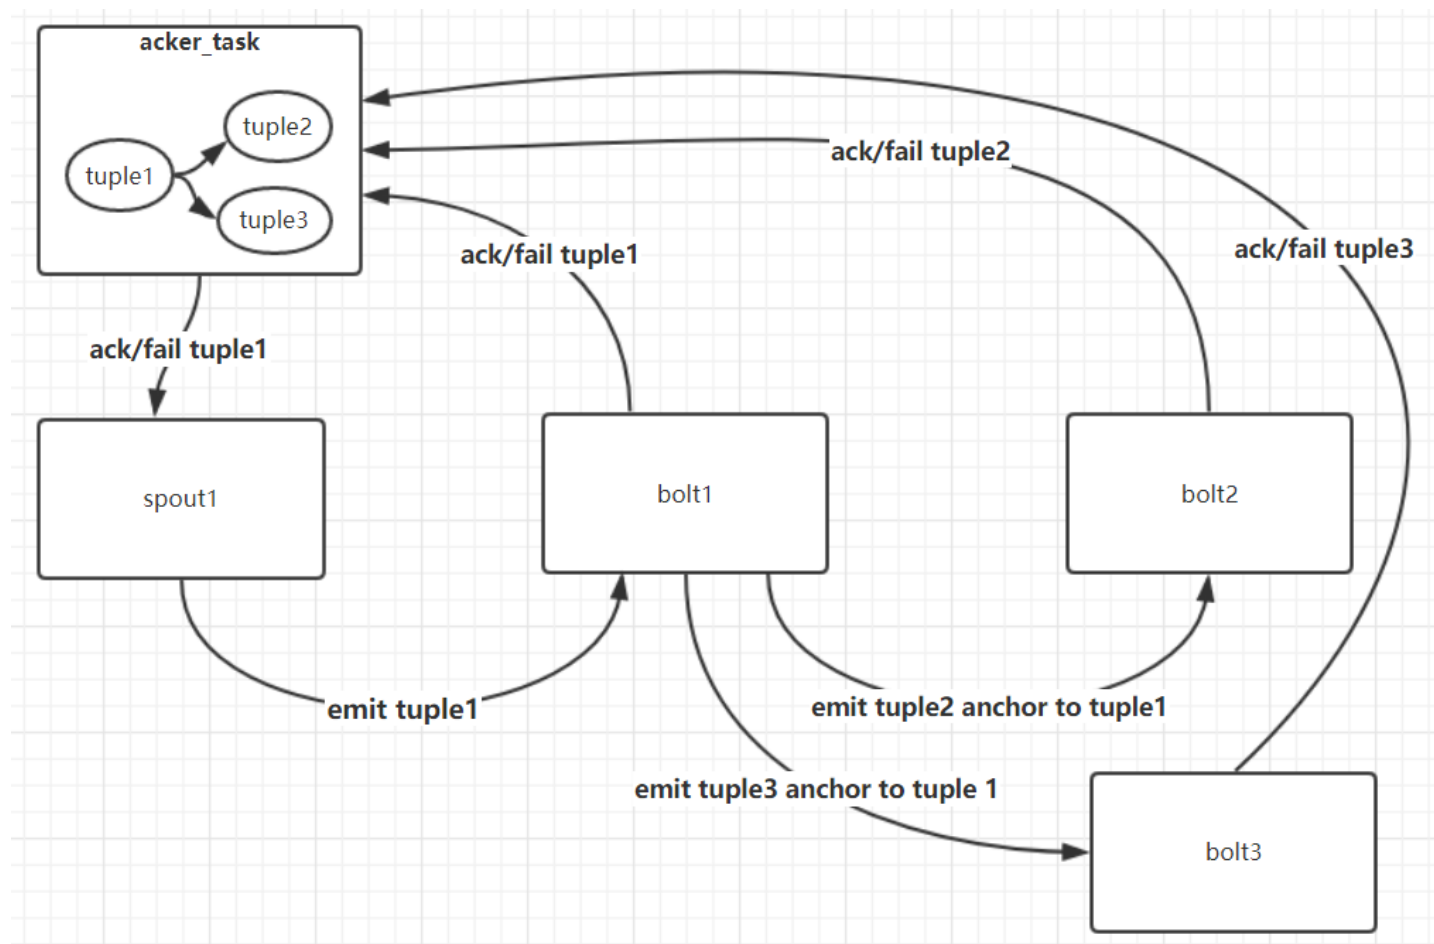 acker_task
tuple2
tuple1
tuple3
ack/fail tuple2
ack/fail tuple1
ack/fail tuple3
ack/fail tuple1
spout1
bolt1
bolt2
emit tuple1
emit tuple2 anchor to tuple1
emit tuple3 anchor to tuple 1
bolt3